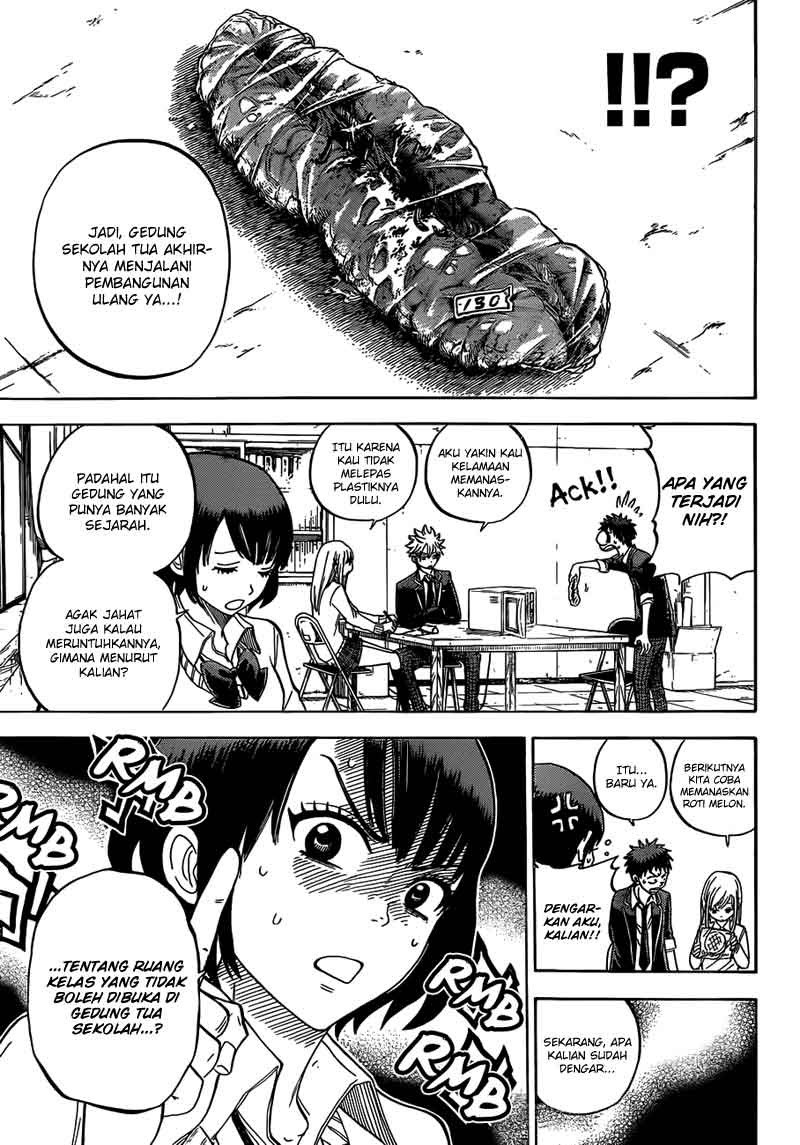 !!?
JADI, GEDUNG
SEKOLAH TUA AKHIR-
NYA MENJALANI
PEMBANGUNAN
ULANG YA...!
-130
APA YANG
TERJADI
NIH?!
Ack!!
AKU YAKIN KAU
KELAMAAN
MEMANAS-
KANNYA.
ITU KARENA
KAU TIDAK
MELEPAS
PLASTIKNYA
DULU.
PADAHAL ITU
GEDUNG YANG
PUNYA BANYAK
SEJARAH.
AGAK JAHAT
JUGA KALAU
MERUNTUHKANNYA,
GIMANA MENURUT
KALIAN?
BERIKUTNYA
KITA COBA
MEMANASKAN
ROTI MELON.
ITU...
BARU YA.
DENGAR-
KAN AKU,
KALIAN!!
SEKARANG, APA
KALIAN SUDAH
DENGAR...
RMB
RMB
...TENTANG RUANG
KELAS YANG TIDAK
BOLEH DIBUKA DI
GEDUNG TUA
SEKOLAH...?
RMB
RMB